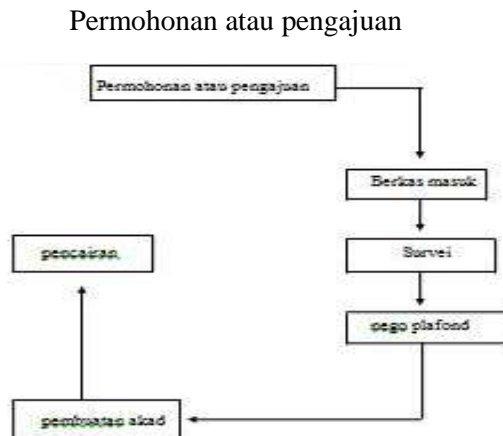 Permohonan atau pengajuan
Permohonan atau pengajuan
Berkas masuk
Survei
nego plafond
pembuatan akad
pencairan